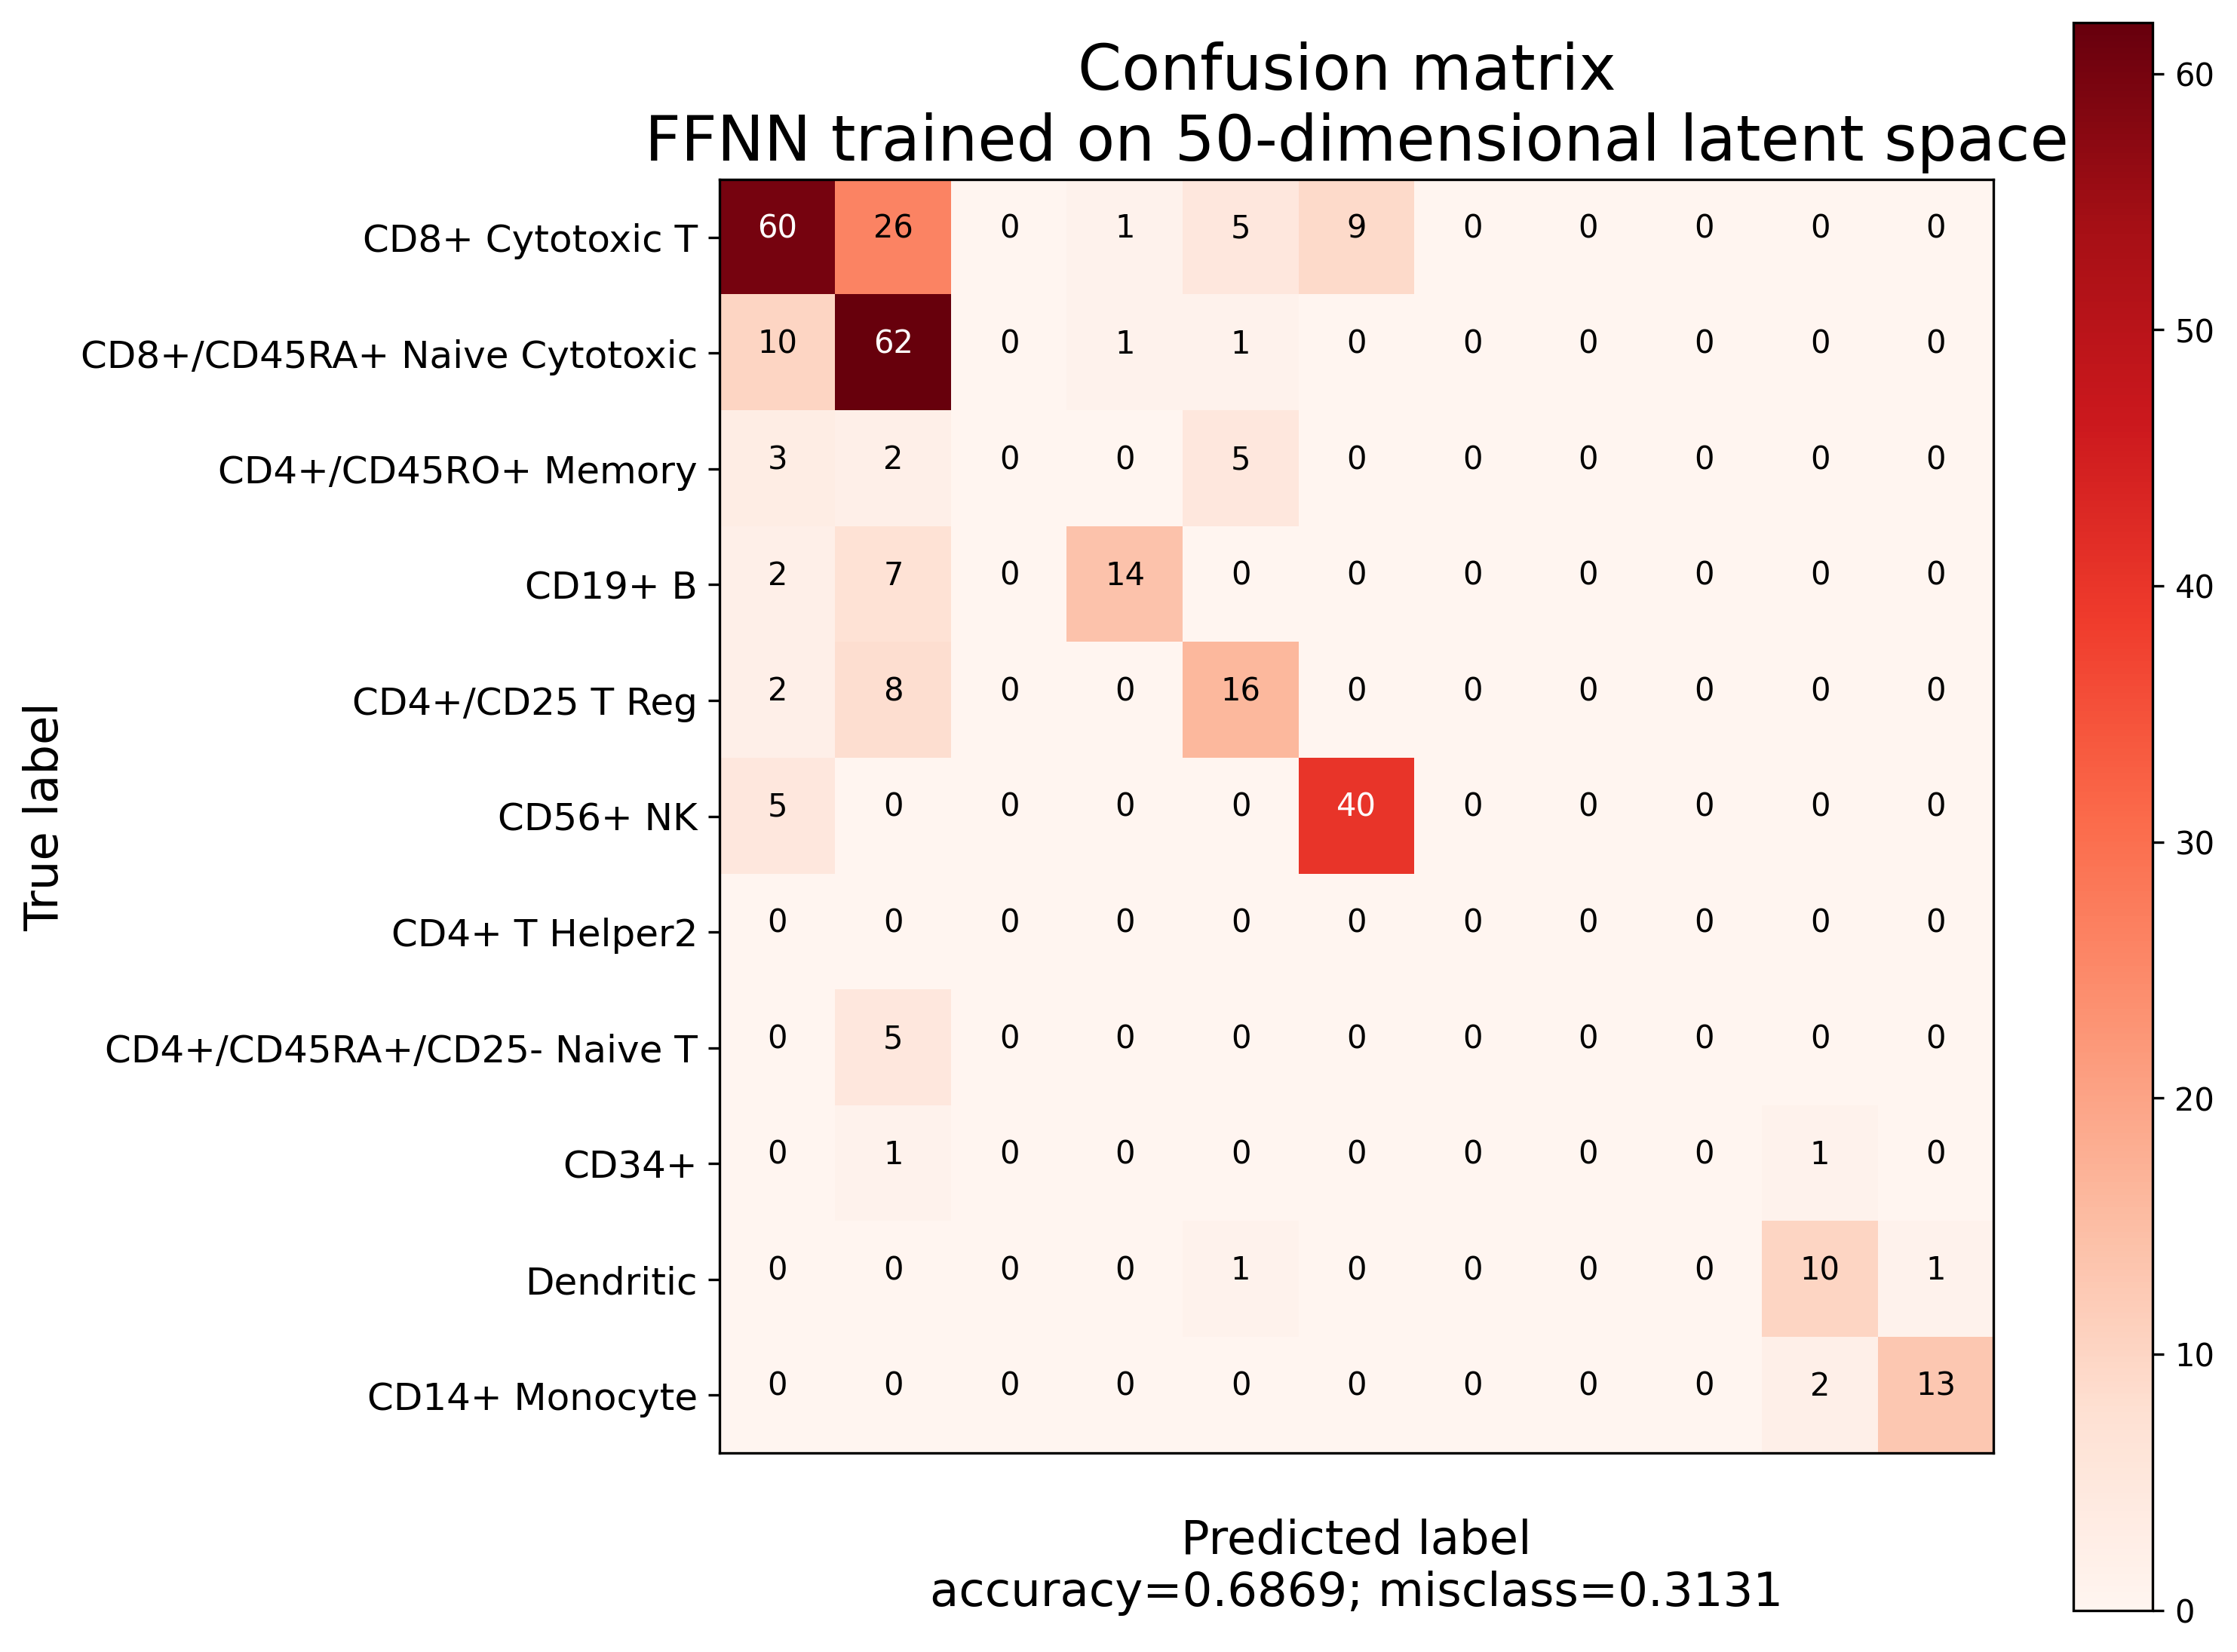 Confusion matrix
FFNN trained on 50-dimensional latent space
CD8+ Cytotoxic T 60 26 0 1 5 9 0 0 0 0 0
CD8+/CD45RA+ Naive Cytotoxic 10 62 0 1 1 0 0 0 0 0 0
CD4+/CD45RO+ Memory 3 2 0 0 5 0 0 0 0 0 0
CD19+ B 2 7 0 14 0 0 0 0 0 0 0
CD4+/CD25 T Reg 2 8 0 0 16 0 0 0 0 0 0
CD56+ NK 5 0 0 0 0 40 0 0 0 0 0
CD4+ T Helper2 0 0 0 0 0 0 0 0 0 0 0
CD4+/CD45RA+/CD25- Naive T 0 5 0 0 0 0 0 0 0 0 0
CD34+ 0 1 0 0 0 0 0 0 0 1 0
Dendritic 0 0 0 0 1 0 0 0 0 10 1
CD14+ Monocyte 0 0 0 0 0 0 0 0 0 2 13
True label
Predicted label
accuracy=0.6869; misclass=0.3131
60
50
40
30
20
10
0